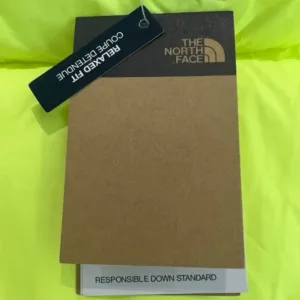 RELAXED FIT
COUPE DÉTENDUE
THE
NORTH
FACE
RESPONSIBLE DOWN STANDARD